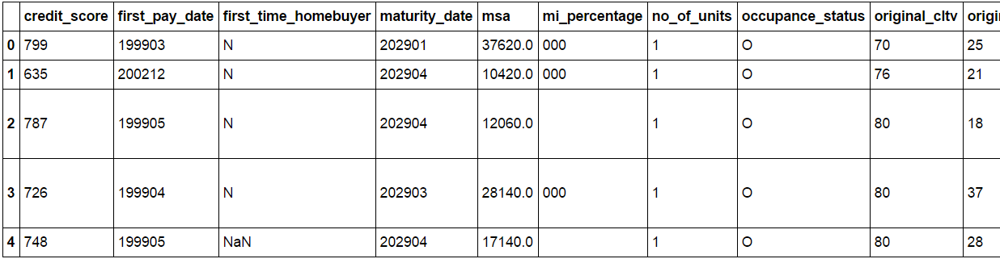 credit_score first_pay_date first_time_homebuyer maturity_date msa mi_percentage no_of_units occupance_status original_cltv origi
0 799 199903 N 202901 37620.0 000 1 O 70 25
1 635 200212 N 202904 10420.0 000 1 O 76 21
2 787 199905 N 202904 12060.0 1 O 80 18
3 726 199904 N 202903 28140.0 000 1 O 80 37
4 748 199905 NaN 202904 17140.0 1 O 80 28